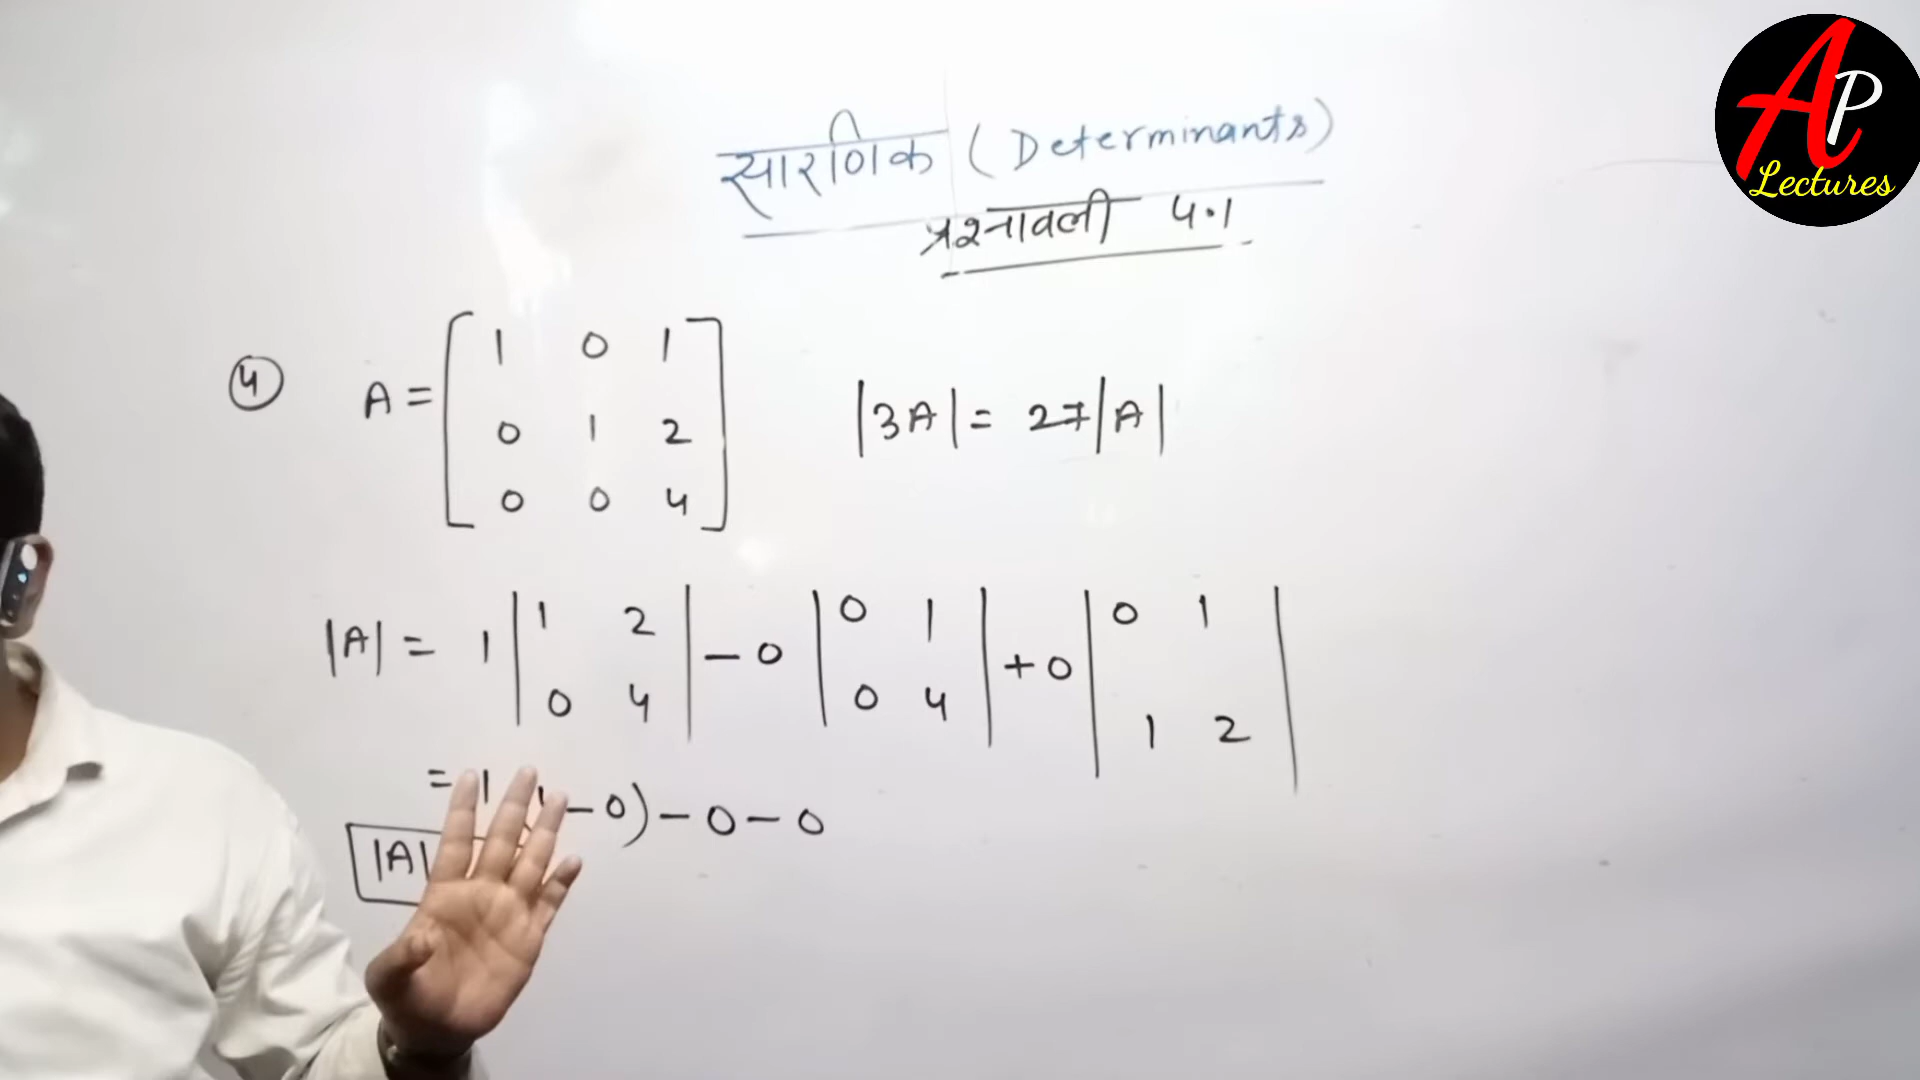 AP
Lectures
सारणिक (Determinants)
प्रश्नावली 4.1
④ A = [ 1 0 1
0 1 2
0 0 4 ]
|3A| = 27|A|
|A| = 1 | 1 2 | - 0 | 0 1 | + 0 | 0 1 |
| 0 4 | | 0 4 | | 1 2 |
= 1 - 0) - 0 - 0
|A|